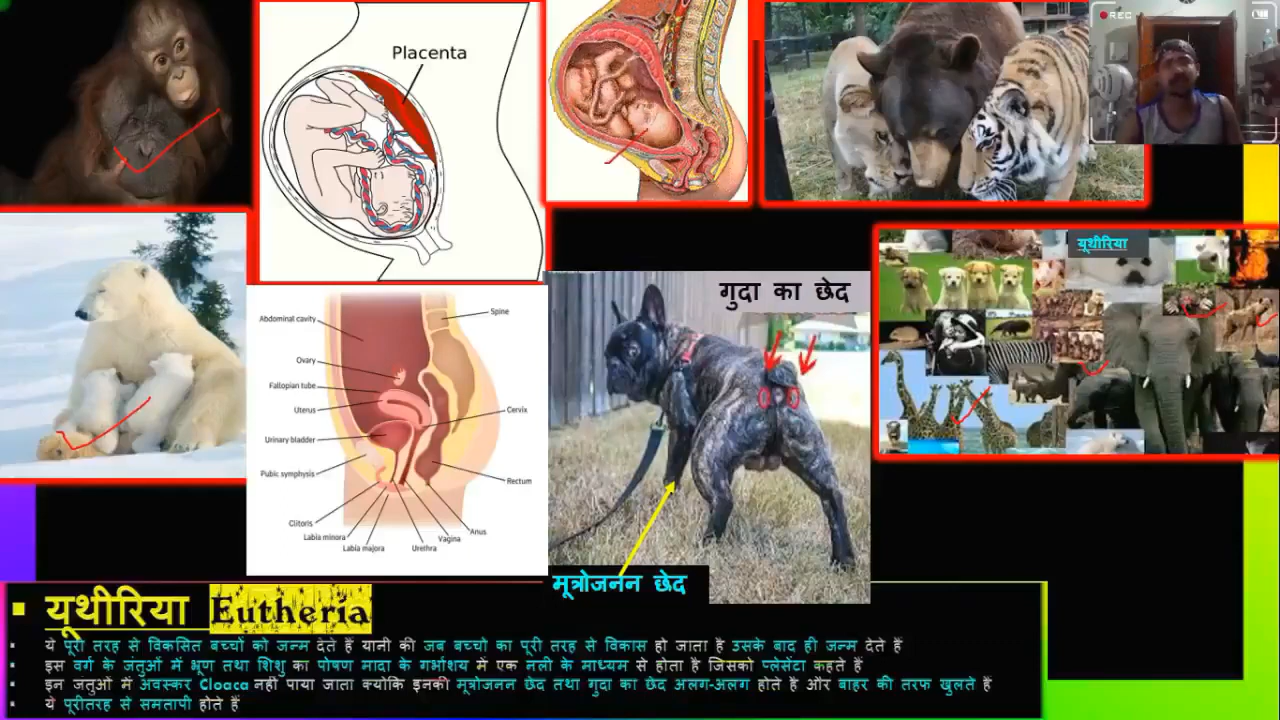 Placenta
REC
यूथीरिया
गुदा का छेद
Abdominal cavity
Spine
Ovary
Fallopian tube
Uterus
Cervix
Urinary bladder
Pubic symphysis
Rectum
Clitoris
Anus
Labia minora
Vagina
Labia majora
Urethra
मूत्रोजनन छेद
▪ यूथीरिया Eutheria
▪ ये पूरी तरह से विकसित बच्चों को जन्म देते हैं यानी की जब बच्चो का पूरी तरह से विकास हो जाता है उसके बाद ही जन्म देते हैं
▪ इस वर्ग के जंतुओं में भ्रूण तथा शिशु का पोषण मादा के गर्भाशय में एक नली के माध्यम से होता है जिसको प्लेसेंटा कहते हैं
▪ इन जंतुओं में अवस्कर Cloaca नहीं पाया जाता क्योंकि इनकी मूत्रोजनन छेद तथा गुदा का छेद अलग-अलग होते हैं और बाहर की तरफ खुलते हैं
▪ ये पूरीतरह से समतापी होते हैं